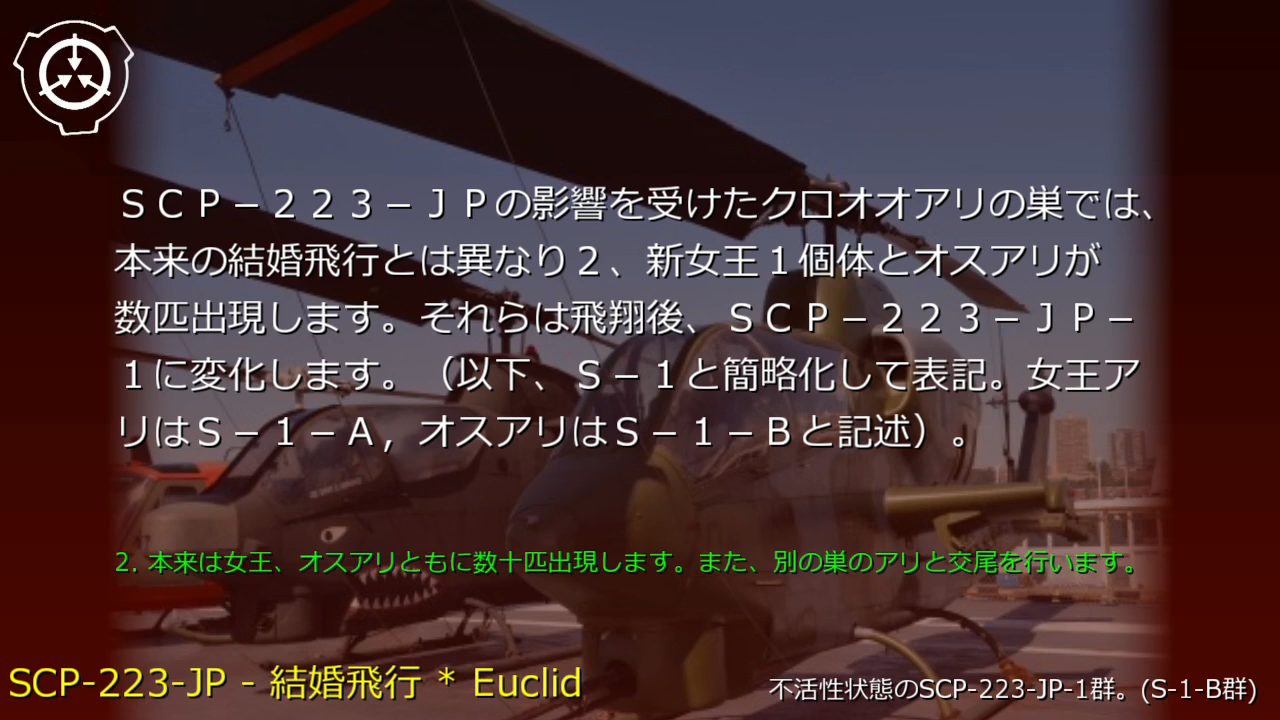 ＳＣＰ－２２３－ＪＰの影響を受けたクロオオアリの巣では、
本来の結婚飛行とは異なり２、新女王１個体とオスアリが
数匹出現します。それらは飛翔後、ＳＣＰ－２２３－ＪＰ－
１に変化します。（以下、Ｓ－１と簡略化して表記。女王ア
リはＳ－１－Ａ，オスアリはＳ－１－Ｂと記述）。
2. 本来は女王、オスアリともに数十匹出現します。また、別の巣のアリと交尾を行います。
SCP-223-JP - 結婚飛行 * Euclid
不活性状態のSCP-223-JP-1群。(S-1-B群)